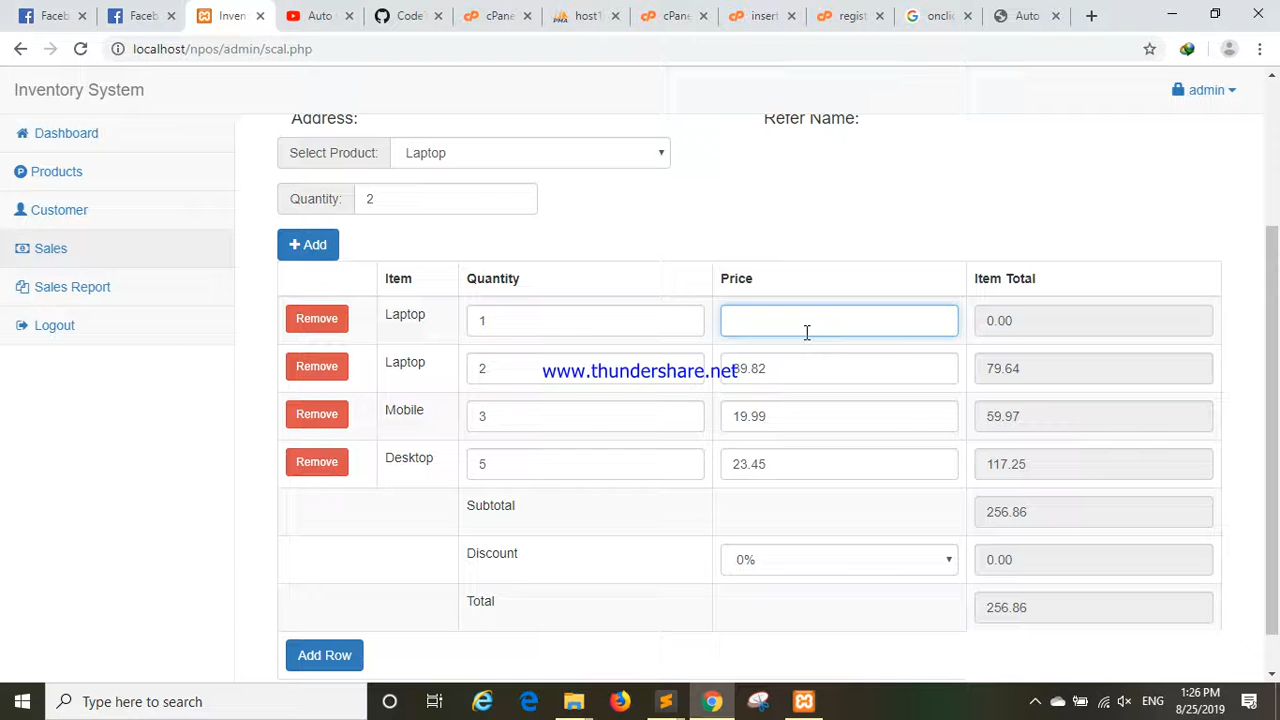 Faceb
Faceb
Inven
Auto
CodeT
cPane
host1
cPane
insert
regist
onclic
Auto
localhost/npos/admin/scal.php
Inventory System
admin
Dashboard
Products
Customer
Sales
Sales Report
Logout
Address:
Refer Name:
Select Product: Laptop
Quantity: 2
Add
Item Quantity Price Item Total
Remove Laptop 1 0.00
Remove Laptop 2 39.82 79.64
www.thundershare.net
Remove Mobile 3 19.99 59.97
Remove Desktop 5 23.45 117.25
Subtotal 256.86
Discount 0% 0.00
Total 256.86
Add Row
Type here to search
ENG
1:26 PM
8/25/2019